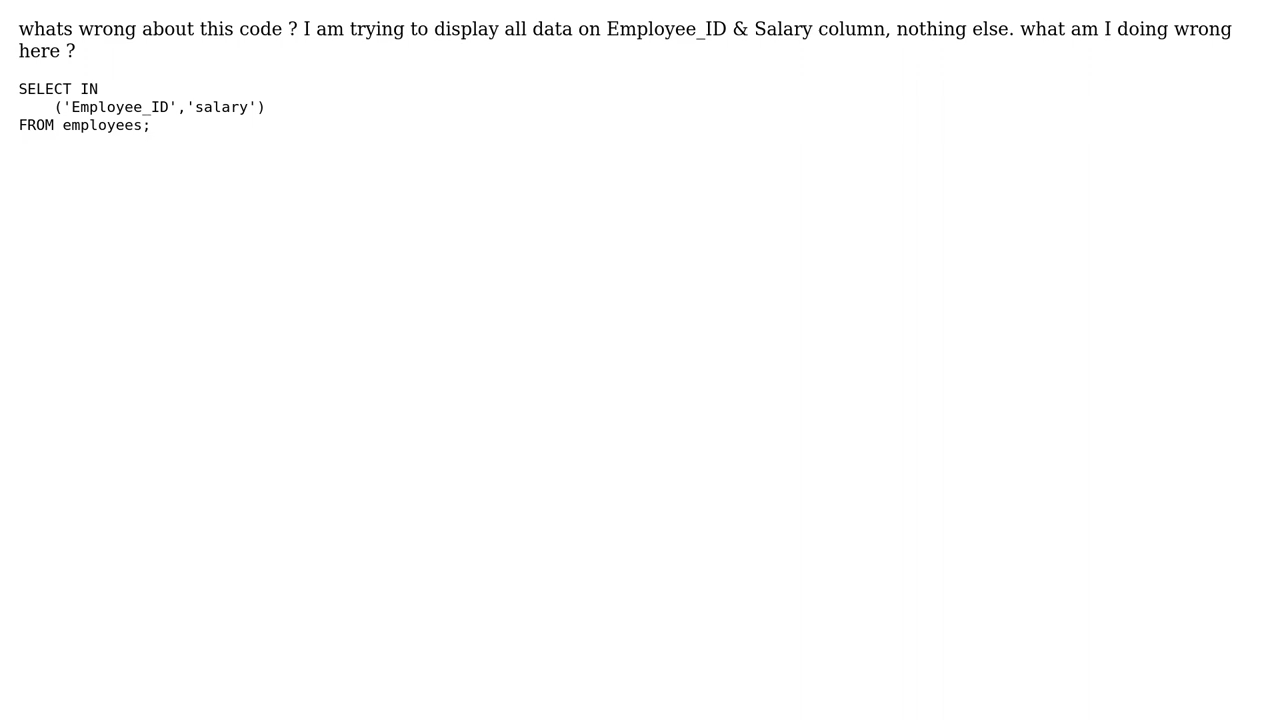 whats wrong about this code ? I am trying to display all data on Employee_ID & Salary column, nothing else. what am I doing wrong
here ?
SELECT IN
    ('Employee_ID','salary')
FROM employees;